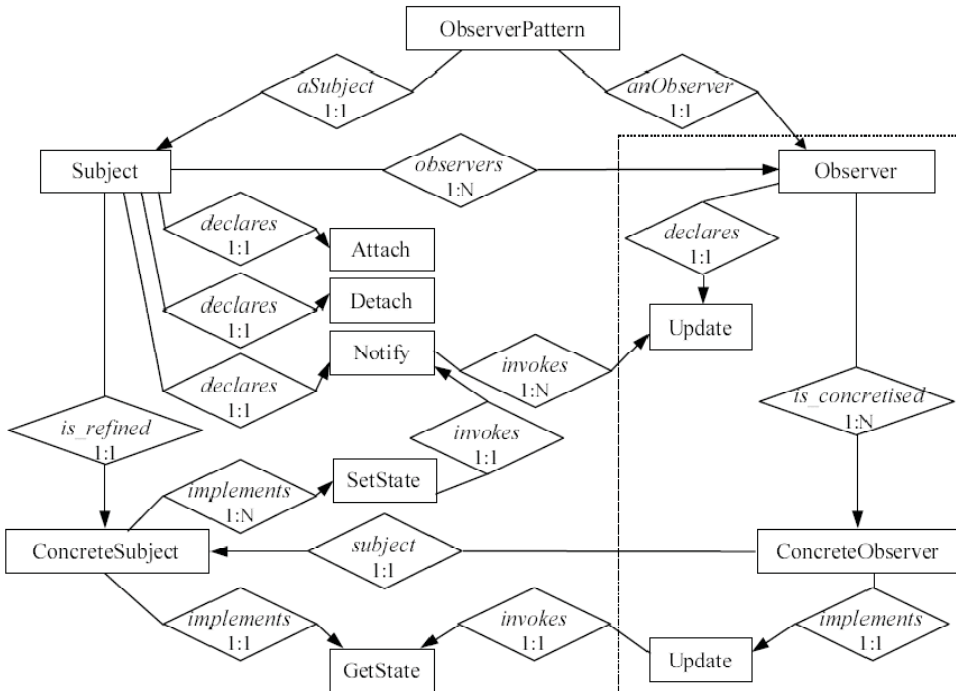 ObserverPattern
aSubject
1:1
anObserver
1:1
Subject
observers
1:N
Observer
declares
1:1
Attach
declares
1:1
declares
1:1
Detach
Update
declares
1:1
Notify
invokes
1:N
is_refined
1:1
invokes
1:1
is_concretised
1:N
implements
1:N
SetState
ConcreteSubject
subject
1:1
ConcreteObserver
implements
1:1
invokes
1:1
implements
1:1
GetState
Update